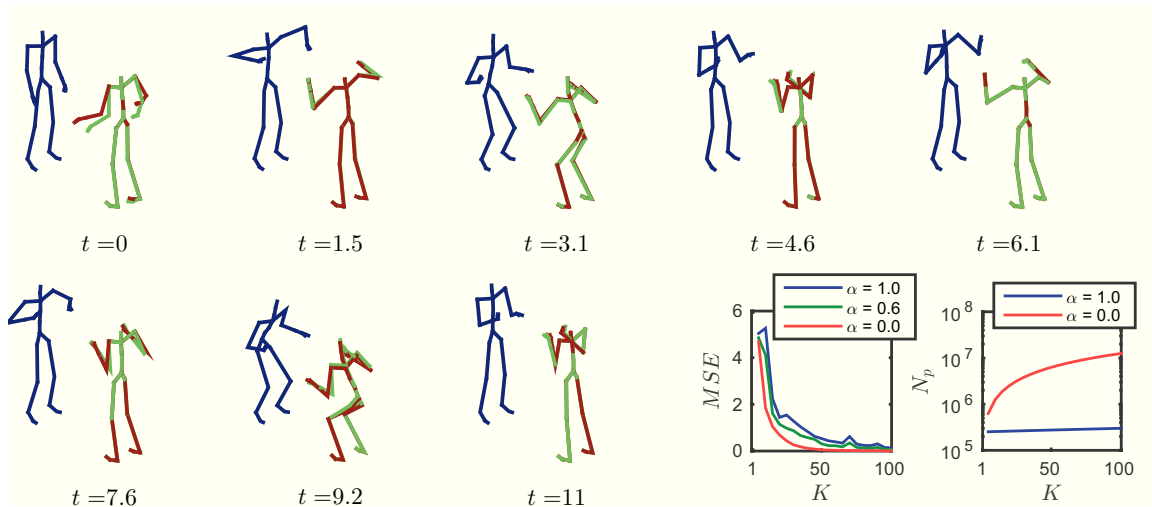 t =0
t =1.5
t =3.1
t =4.6
t =6.1
t =7.6
t =9.2
t =11
α = 1.0
α = 0.6
α = 0.0
MSE
6
4
2
0
1
50
100
K
α = 1.0
α = 0.0
N_p
10^8
10^7
10^6
10^5
1
50
100
K